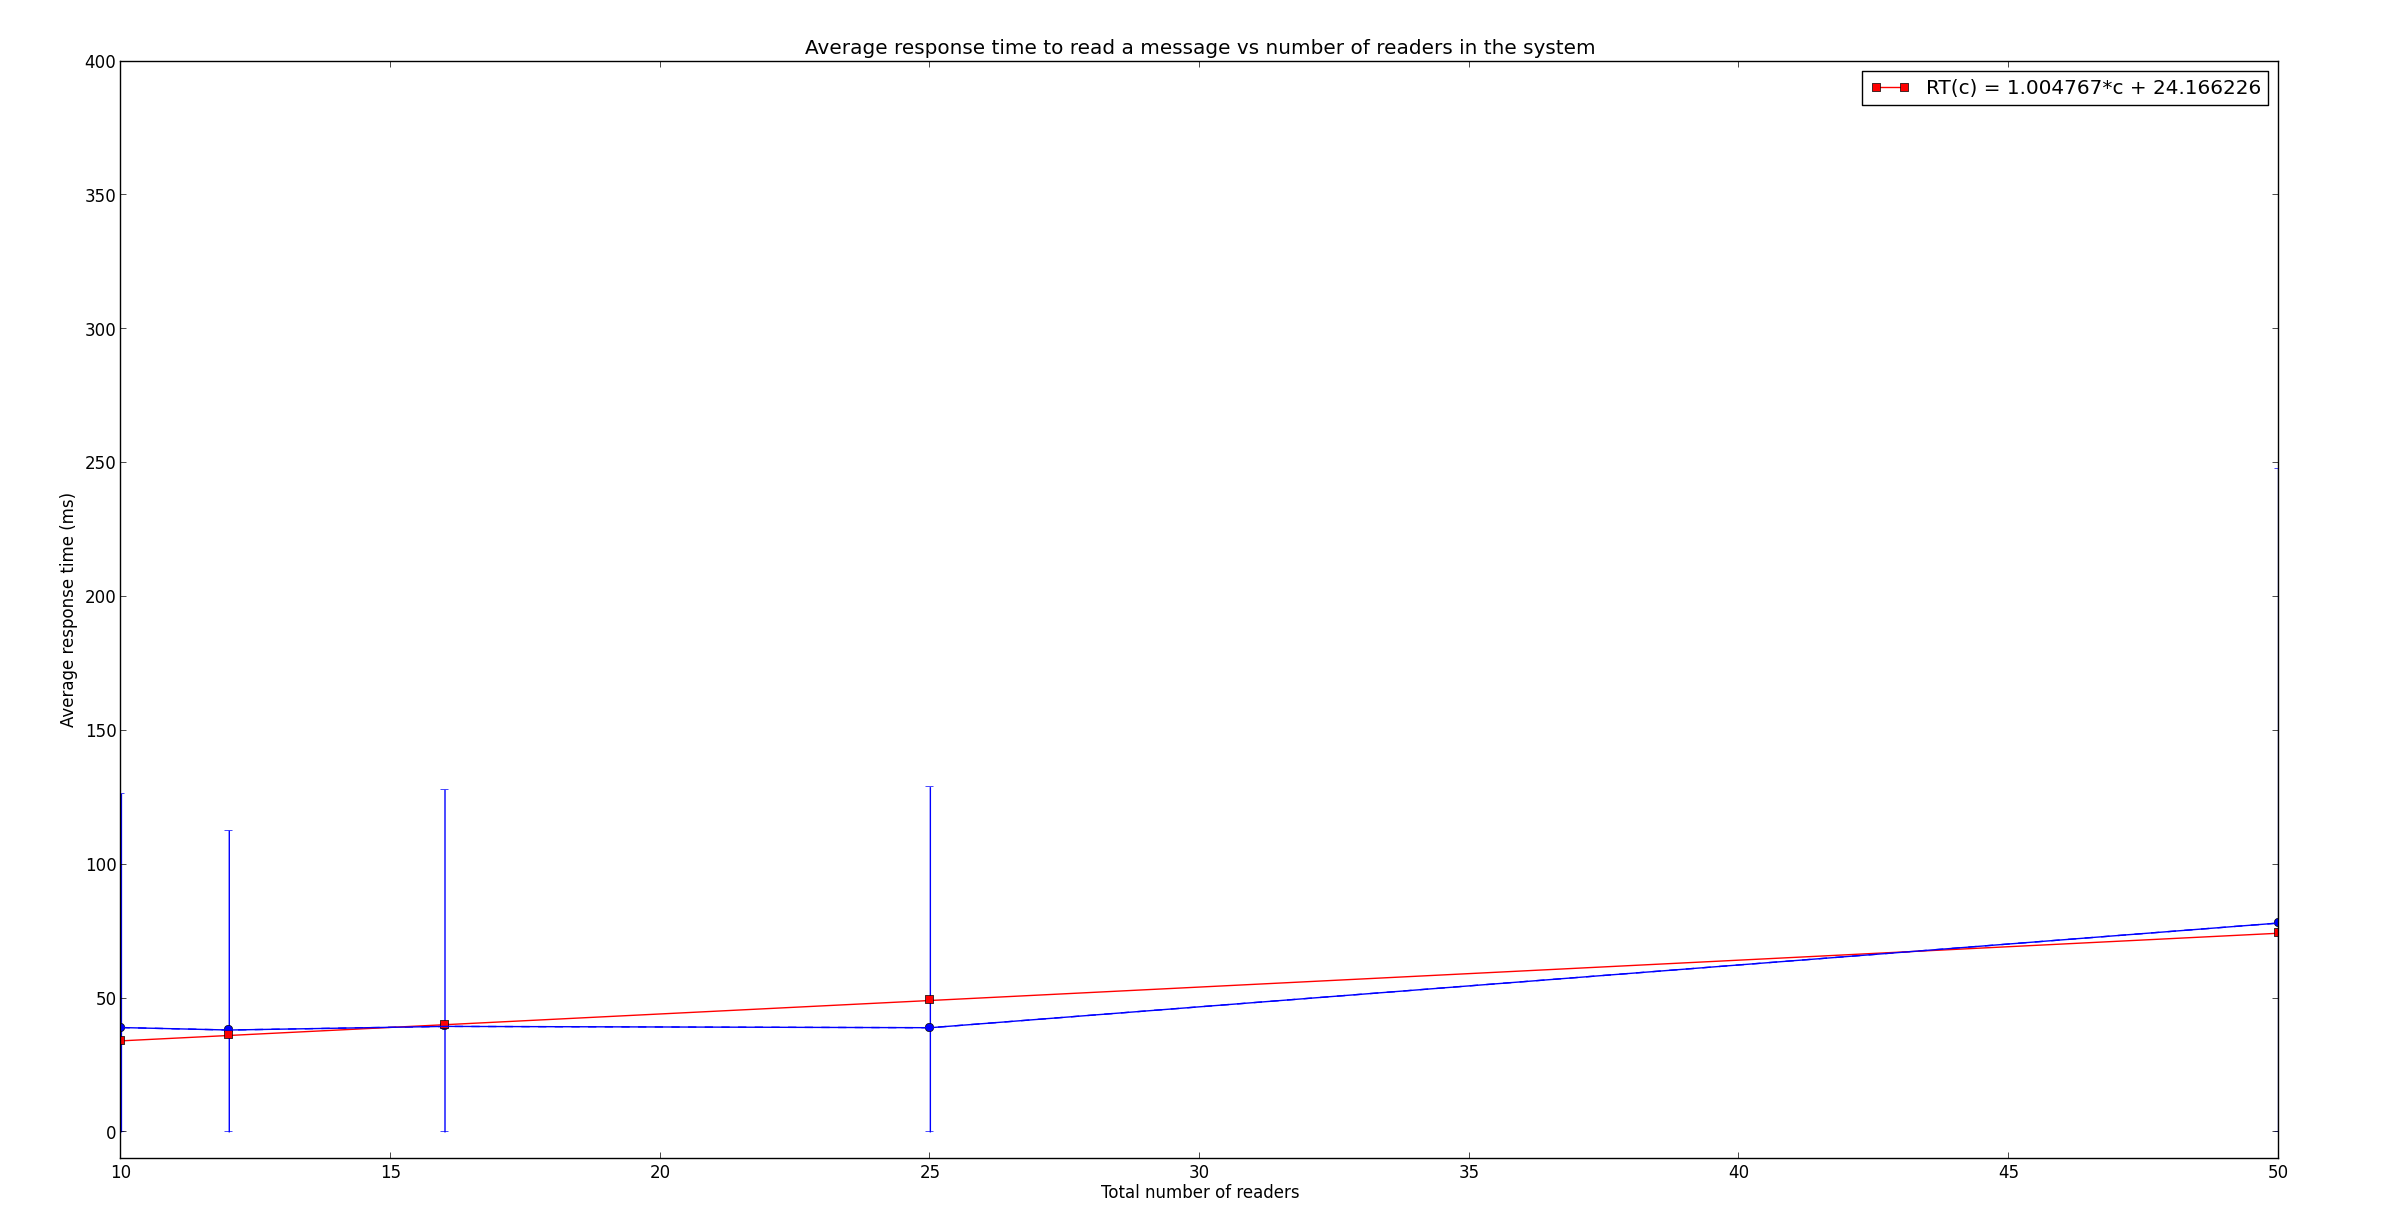 Average response time to read a message vs number of readers in the system
RT(c) = 1.004767*c + 24.166226
400
350
300
250
200
150
100
50
0
Average response time (ms)
10 15 20 25 30 35 40 45 50
Total number of readers